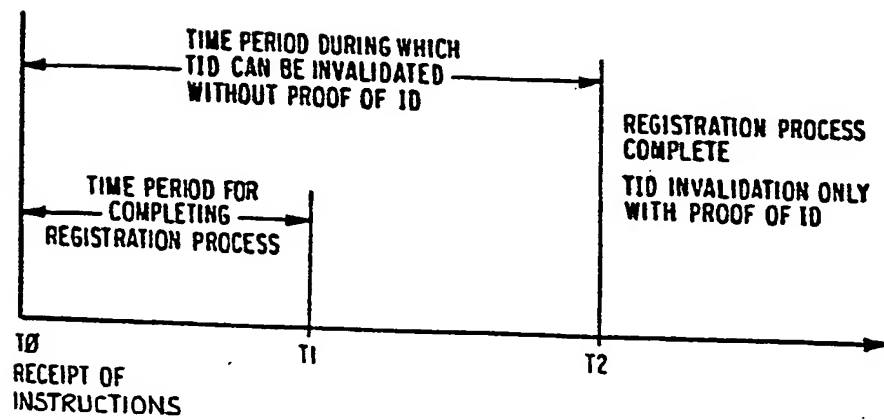 TIME PERIOD DURING WHICH
TID CAN BE INVALIDATED
WITHOUT PROOF OF ID
REGISTRATION PROCESS
COMPLETE
TID INVALIDATION ONLY
WITH PROOF OF ID
TIME PERIOD FOR
COMPLETING
REGISTRATION PROCESS
TØ
RECEIPT OF
INSTRUCTIONS
T1
T2